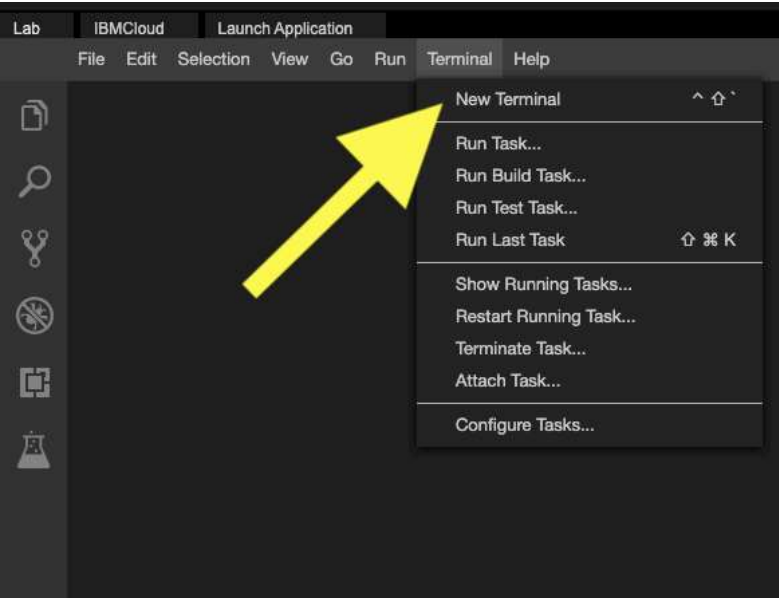 Lab IBMCloud Launch Application
File Edit Selection View Go Run Terminal Help
New Terminal ^ ⇧ `
Run Task...
Run Build Task...
Run Test Task...
Run Last Task ⇧ ⌘ K
Show Running Tasks...
Restart Running Task...
Terminate Task...
Attach Task...
Configure Tasks...